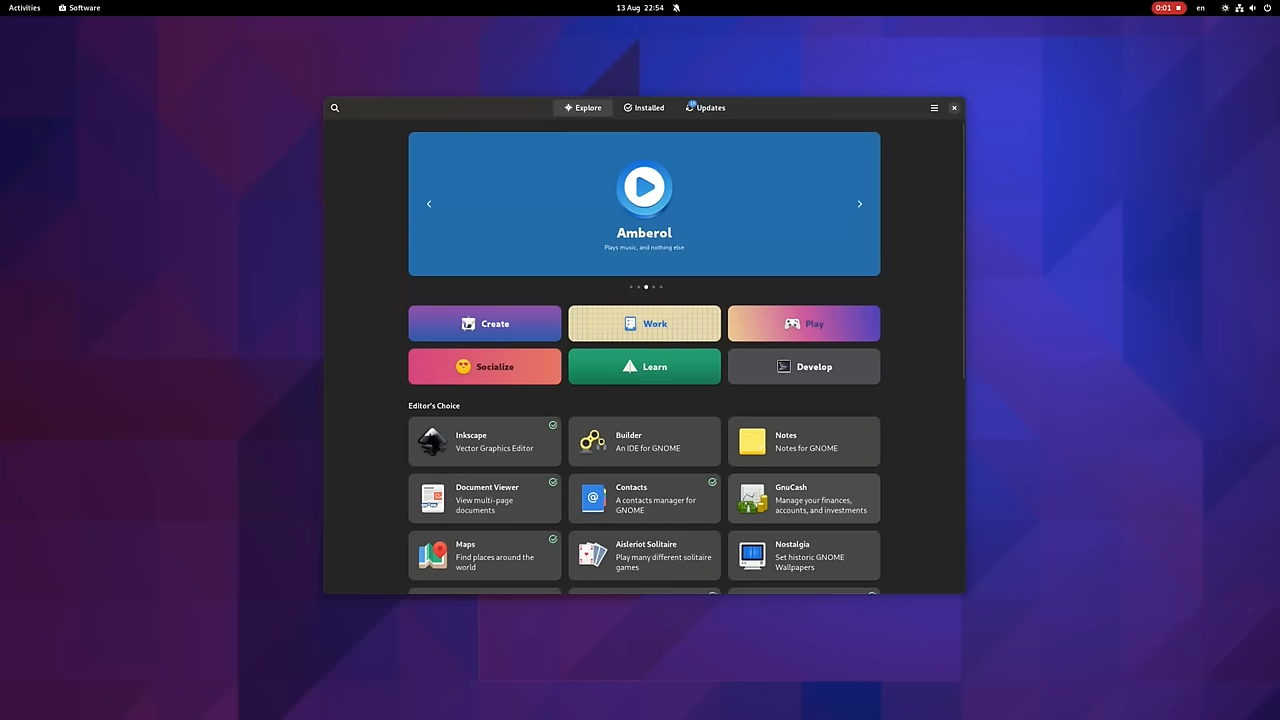 Activities
Software
13 Aug 22:54
0:01
en
Explore
Installed
Updates
Amberol
Plays music, and nothing else
Create
Work
Play
Socialize
Learn
Develop
Editor's Choice
Inkscape
Vector Graphics Editor
Builder
An IDE for GNOME
Notes
Notes for GNOME
Document Viewer
View multi-page
documents
Contacts
A contacts manager for
GNOME
GnuCash
Manage your finances,
accounts, and investments
Maps
Find places around the
world
Aisleriot Solitaire
Play many different solitaire
games
Nostalgia
Set historic GNOME
Wallpapers